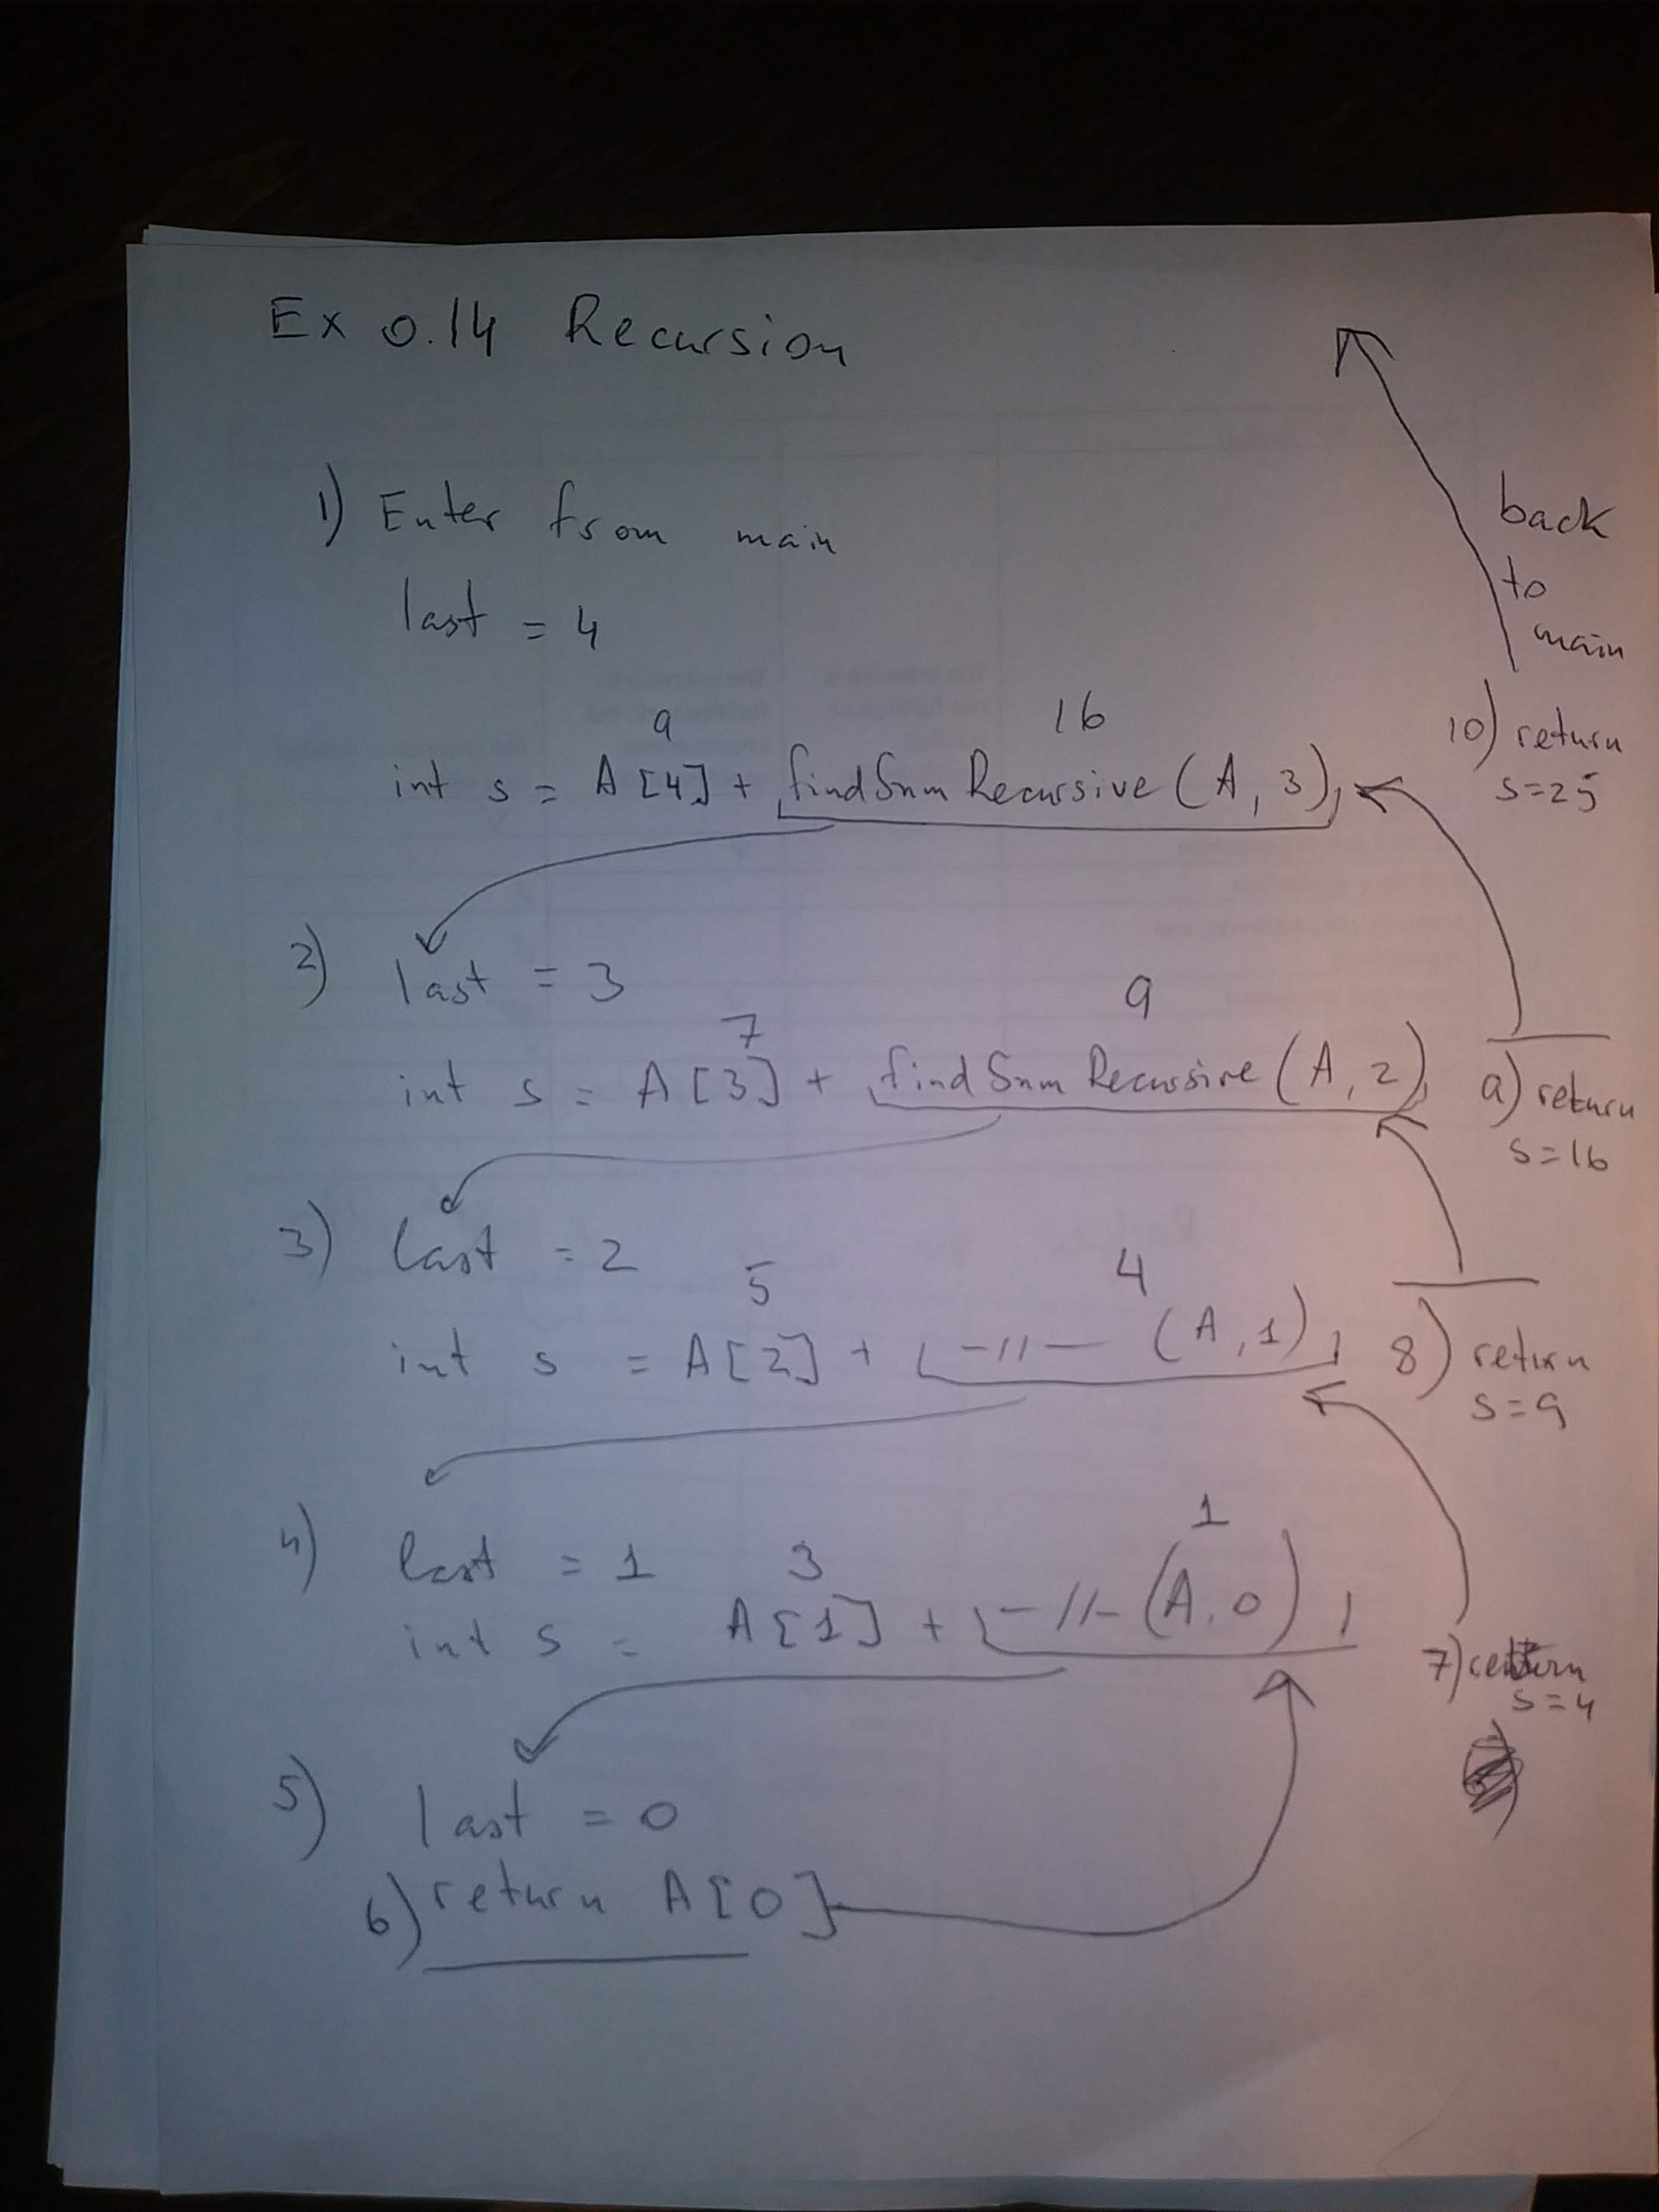 Ex 0.14 Recursion
1) Enter from main
last = 4
back
to
main
9 16
int s = A[4] + findSumRecursive(A, 3);
10) return
s=25
2) last = 3
7 9
int s = A[3] + findSumRecursive(A, 2);
9) return
s=16
3) last = 2
5 4
int s = A[2] + -//- (A, 1);
8) return
s=9
4) last = 1
3 1
int s = A[1] + -//- (A, 0);
7) return
s=4
5) last = 0
6) return A[0]